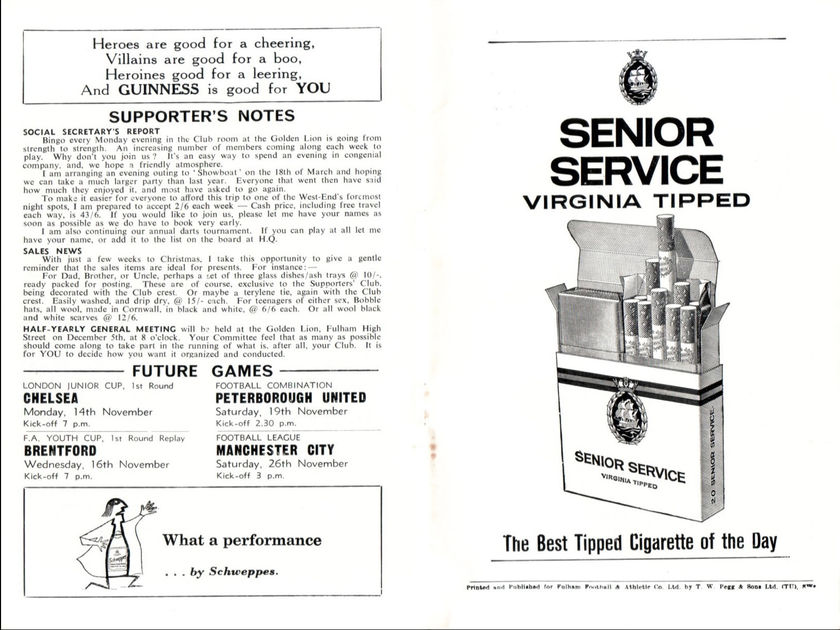 Heroes are good for a cheering,
Villains are good for a boo,
Heroines good for a leering,
And GUINNESS is good for YOU
SUPPORTER'S NOTES
SOCIAL SECRETARY'S REPORT
Bingo every Monday evening in the Club room at the Golden Lion is going from
strength to strength. An increasing number of members coming along each week to
play. Why don't you join us? It's an easy way to spend an evening in congenial
company, and, we hope a friendly atmosphere.
I am arranging an evening outing to 'Showboat' on the 18th of March and hoping
we can take a much larger party than last year. Everyone that went then have said
how much they enjoyed it, and most have asked to go again.
To make it easier for everyone to afford this trip to one of the West-End's foremost
night spots, I am prepared to accept 2/6 each week — Cash price, including free travel
each way, is 43/6. If you would like to join us, please let me have your names as
soon as possible as we do have to book very early.
I am also continuing our annual darts tournament. If you can play at all let me
have your name, or add it to the list on the board at H.Q.
SALES NEWS
With just a few weeks to Christmas, I take this opportunity to give a gentle
reminder that the sales items are ideal for presents. For instance:—
For Dad, Brother, or Uncle, perhaps a set of three glass dishes/ash trays @ 10/-,
ready packed for posting. These are of course, exclusive to the Supporters' Club,
being decorated with the Club crest. Or maybe a terylene tie, again with the Club
crest. Easily washed, and drip dry, @ 15/- each. For teenagers of either sex, Bobble
hats, all wool, made in Cornwall, in black and white, @ 6/6 each. Or all wool black
and white scarves @ 12/6.
HALF-YEARLY GENERAL MEETING will be held at the Golden Lion, Fulham High
Street on December 5th, at 8 o'clock. Your Committee feel that as many as possible
should come along to take part in the running of what is, after all, your Club. It is
for YOU to decide how you want it organized and conducted.
FUTURE GAMES
LONDON JUNIOR CUP, 1st Round
CHELSEA
Monday, 14th November
Kick-off 7 p.m.
FOOTBALL COMBINATION
PETERBOROUGH UNITED
Saturday, 19th November
Kick-off 2.30 p.m.
F.A. YOUTH CUP, 1st Round Replay
BRENTFORD
Wednesday, 16th November
Kick-off 7 p.m.
FOOTBALL LEAGUE
MANCHESTER CITY
Saturday, 26th November
Kick-off 3 p.m.
Schweppes
What a performance
. . . by Schweppes.
SENIOR
SERVICE
VIRGINIA TIPPED
SENIOR SERVICE
VIRGINIA TIPPED
20 SENIOR SERVICE
The Best Tipped Cigarette of the Day
Printed and Published for Fulham Football & Athletic Co. Ltd. by T. W. Pegg & Sons Ltd. (TU),